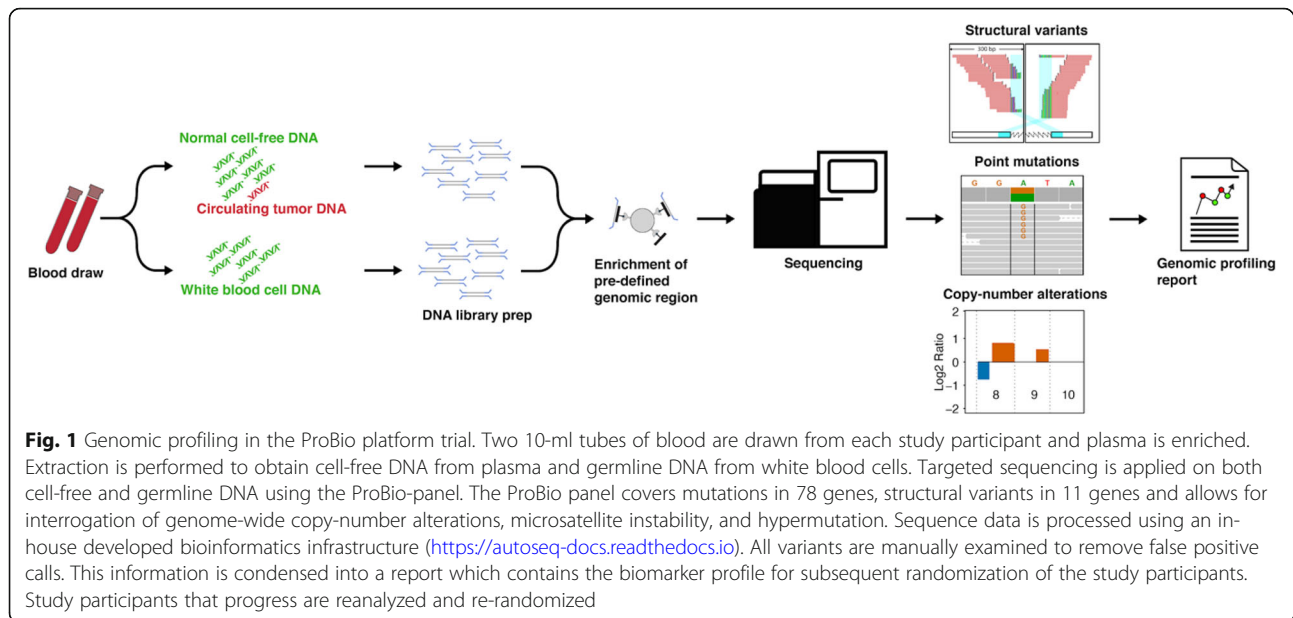 Structural variants
300 bp
Normal cell-free DNA
Circulating tumor DNA
White blood cell DNA
Blood draw
DNA library prep
Enrichment of
pre-defined
genomic region
Sequencing
Point mutations
G G A T A
G
G
G
G
G
Genomic profiling
report
Copy-number alterations
Log2 Ratio
2
1
0
−1
−2
8 9 10
Fig. 1 Genomic profiling in the ProBio platform trial. Two 10-ml tubes of blood are drawn from each study participant and plasma is enriched.
Extraction is performed to obtain cell-free DNA from plasma and germline DNA from white blood cells. Targeted sequencing is applied on both
cell-free and germline DNA using the ProBio-panel. The ProBio panel covers mutations in 78 genes, structural variants in 11 genes and allows for
interrogation of genome-wide copy-number alterations, microsatellite instability, and hypermutation. Sequence data is processed using an in-
house developed bioinformatics infrastructure (https://autoseq-docs.readthedocs.io). All variants are manually examined to remove false positive
calls. This information is condensed into a report which contains the biomarker profile for subsequent randomization of the study participants.
Study participants that progress are reanalyzed and re-randomized